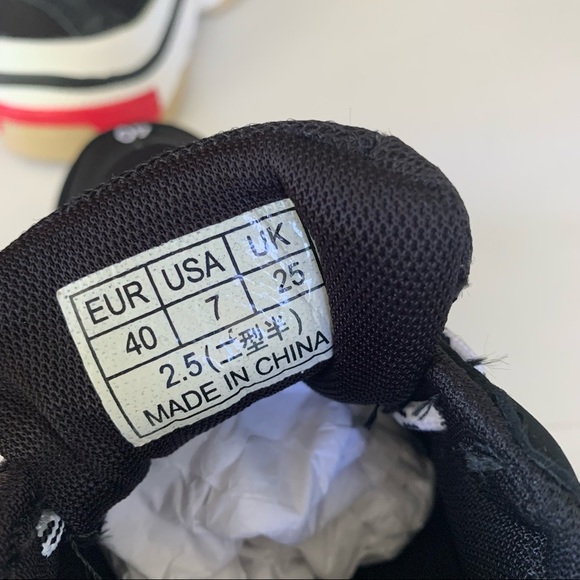 EUR USA UK
40 7 25
2.5(二型半)
MADE IN CHINA